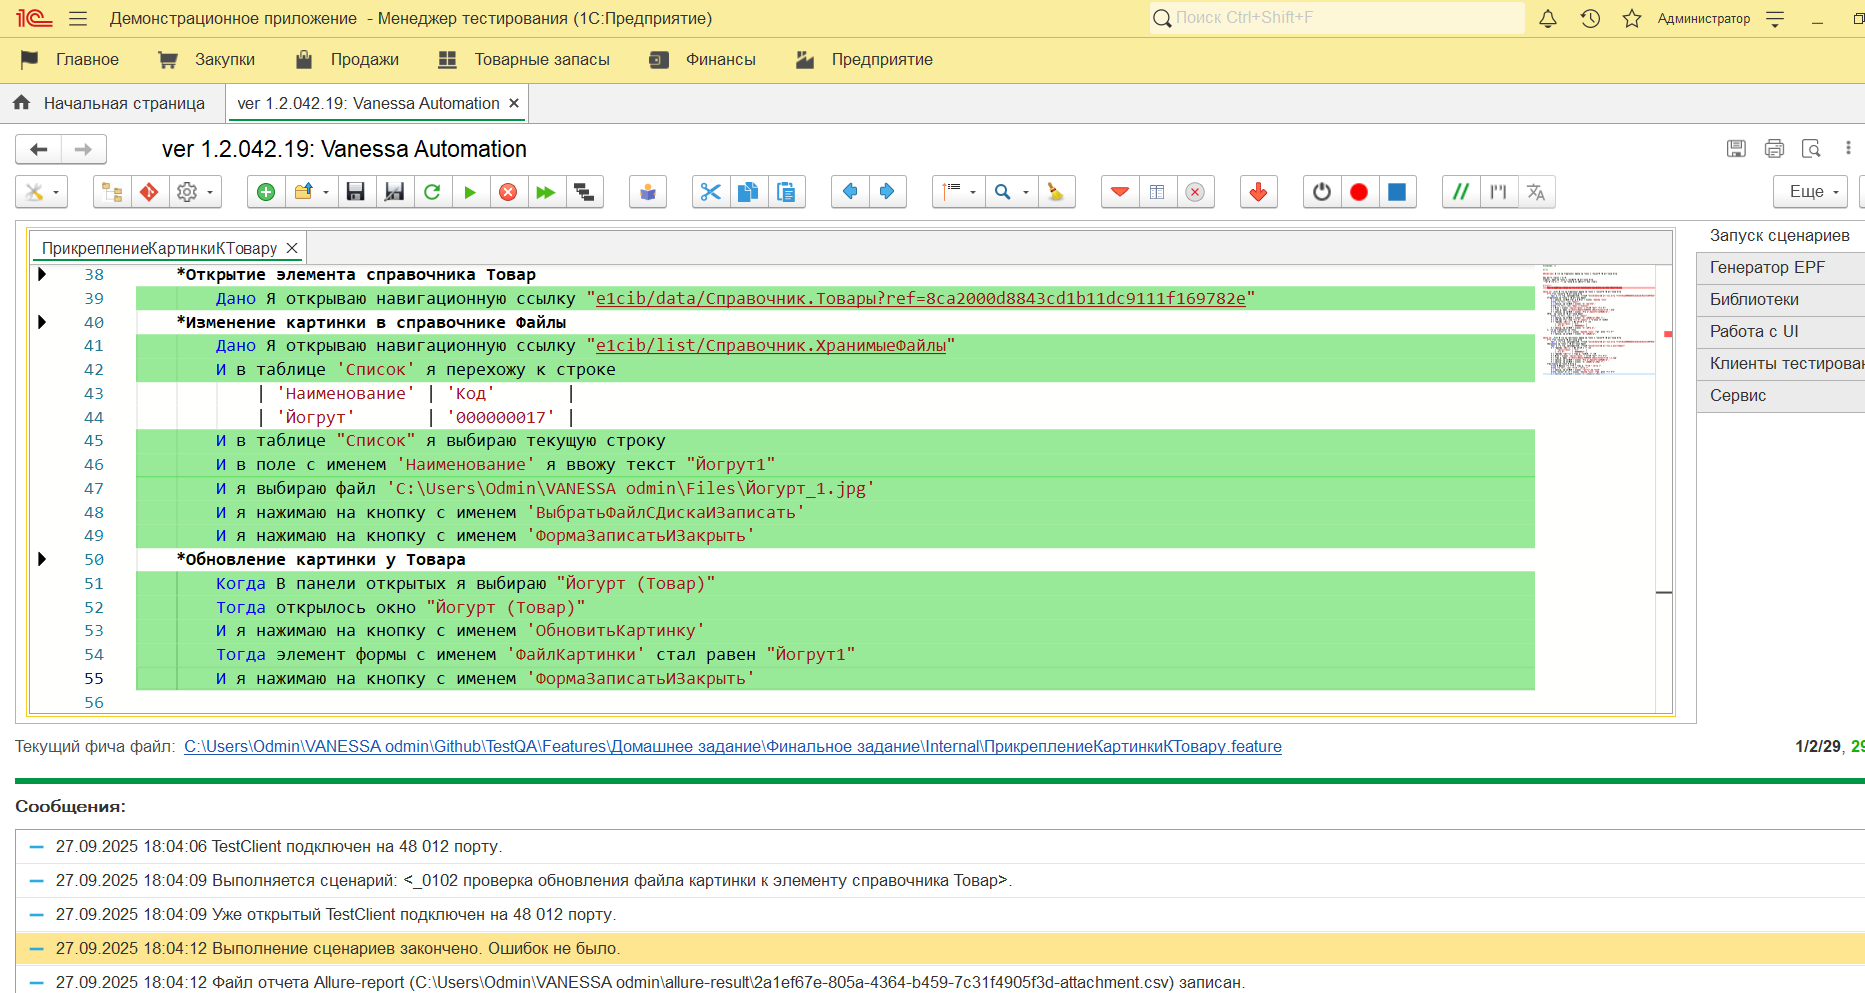 Демонстрационное приложение - Менеджер тестирования (1С:Предприятие)
Поиск Ctrl+Shift+F
Администратор
Главное
Закупки
Продажи
Товарные запасы
Финансы
Предприятие
Начальная страница
ver 1.2.042.19: Vanessa Automation
ver 1.2.042.19: Vanessa Automation
Еще
ПрикреплениеКартинкиКТовару
38 *Открытие элемента справочника Товар
39 Дано Я открываю навигационную ссылку "e1cib/data/Справочник.Товары?ref=8ca2000d8843cd1b11dc9111f169782e"
40 *Изменение картинки в справочнике Файлы
41 Дано Я открываю навигационную ссылку "e1cib/list/Справочник.ХранимыеФайлы"
42 И в таблице 'Список' я перехожу к строке
43 | 'Наименование' | 'Код' |
44 | 'Йогрут' | '000000017' |
45 И в таблице "Список" я выбираю текущую строку
46 И в поле с именем 'Наименование' я ввожу текст "Йогрут1"
47 И я выбираю файл 'C:\Users\Odmin\VANESSA odmin\Files\Йогурт_1.jpg'
48 И я нажимаю на кнопку с именем 'ВыбратьФайлСДискаИЗаписать'
49 И я нажимаю на кнопку с именем 'ФормаЗаписатьИЗакрыть'
50 *Обновление картинки у Товара
51 Когда В панели открытых я выбираю "Йогурт (Товар)"
52 Тогда открылось окно "Йогурт (Товар)"
53 И я нажимаю на кнопку с именем 'ОбновитьКартинку'
54 Тогда элемент формы с именем 'ФайлКартинки' стал равен "Йогрут1"
55 И я нажимаю на кнопку с именем 'ФормаЗаписатьИЗакрыть'
56
Запуск сценариев
Генератор EPF
Библиотеки
Работа с UI
Клиенты тестирован
Сервис
Текущий фича файл: C:\Users\Odmin\VANESSA odmin\Github\TestQA\Features\Домашнее задание\Финальное задание\Internal\ПрикреплениеКартинкиКТовару.feature
1/2/29, 29
Сообщения:
27.09.2025 18:04:06 TestClient подключен на 48 012 порту.
27.09.2025 18:04:09 Выполняется сценарий: <_0102 проверка обновления файла картинки к элементу справочника Товар>.
27.09.2025 18:04:09 Уже открытый TestClient подключен на 48 012 порту.
27.09.2025 18:04:12 Выполнение сценариев закончено. Ошибок не было.
27.09.2025 18:04:12 Файл отчета Allure-report (C:\Users\Odmin\VANESSA odmin\allure-result\2a1ef67e-805a-4364-b459-7c31f4905f3d-attachment.csv) записан.